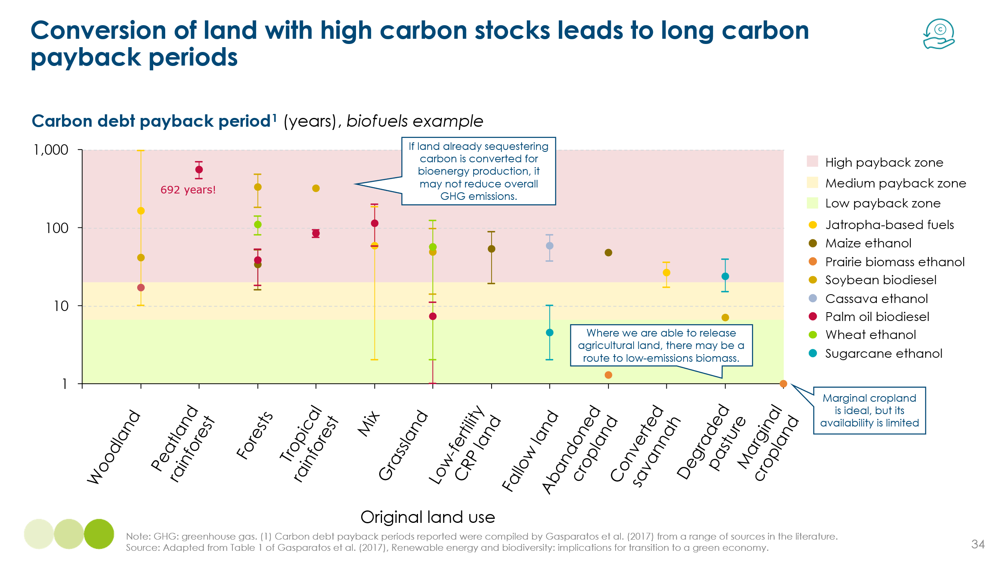 Conversion of land with high carbon stocks leads to long carbon
payback periods
C
Carbon debt payback period¹ (years), biofuels example
1,000
100
10
1
692 years!
If land already sequestering
carbon is converted for
bioenergy production, it
may not reduce overall
GHG emissions.
Where we are able to release
agricultural land, there may be a
route to low-emissions biomass.
Marginal cropland
is ideal, but its
availability is limited
High payback zone
Medium payback zone
Low payback zone
Jatropha-based fuels
Maize ethanol
Prairie biomass ethanol
Soybean biodiesel
Cassava ethanol
Palm oil biodiesel
Wheat ethanol
Sugarcane ethanol
Woodland
Peatland
rainforest
Forests
Tropical
rainforest
Mix
Grassland
Low-fertility
CRP land
Fallow land
Abandoned
cropland
Converted
savannah
Degraded
pasture
Marginal
cropland
Original land use
Note: GHG: greenhouse gas. (1) Carbon debt payback periods reported were compiled by Gasparatos et al. (2017) from a range of sources in the literature.
Source: Adapted from Table 1 of Gasparatos et al. (2017), Renewable energy and biodiversity: implications for transition to a green economy.
34